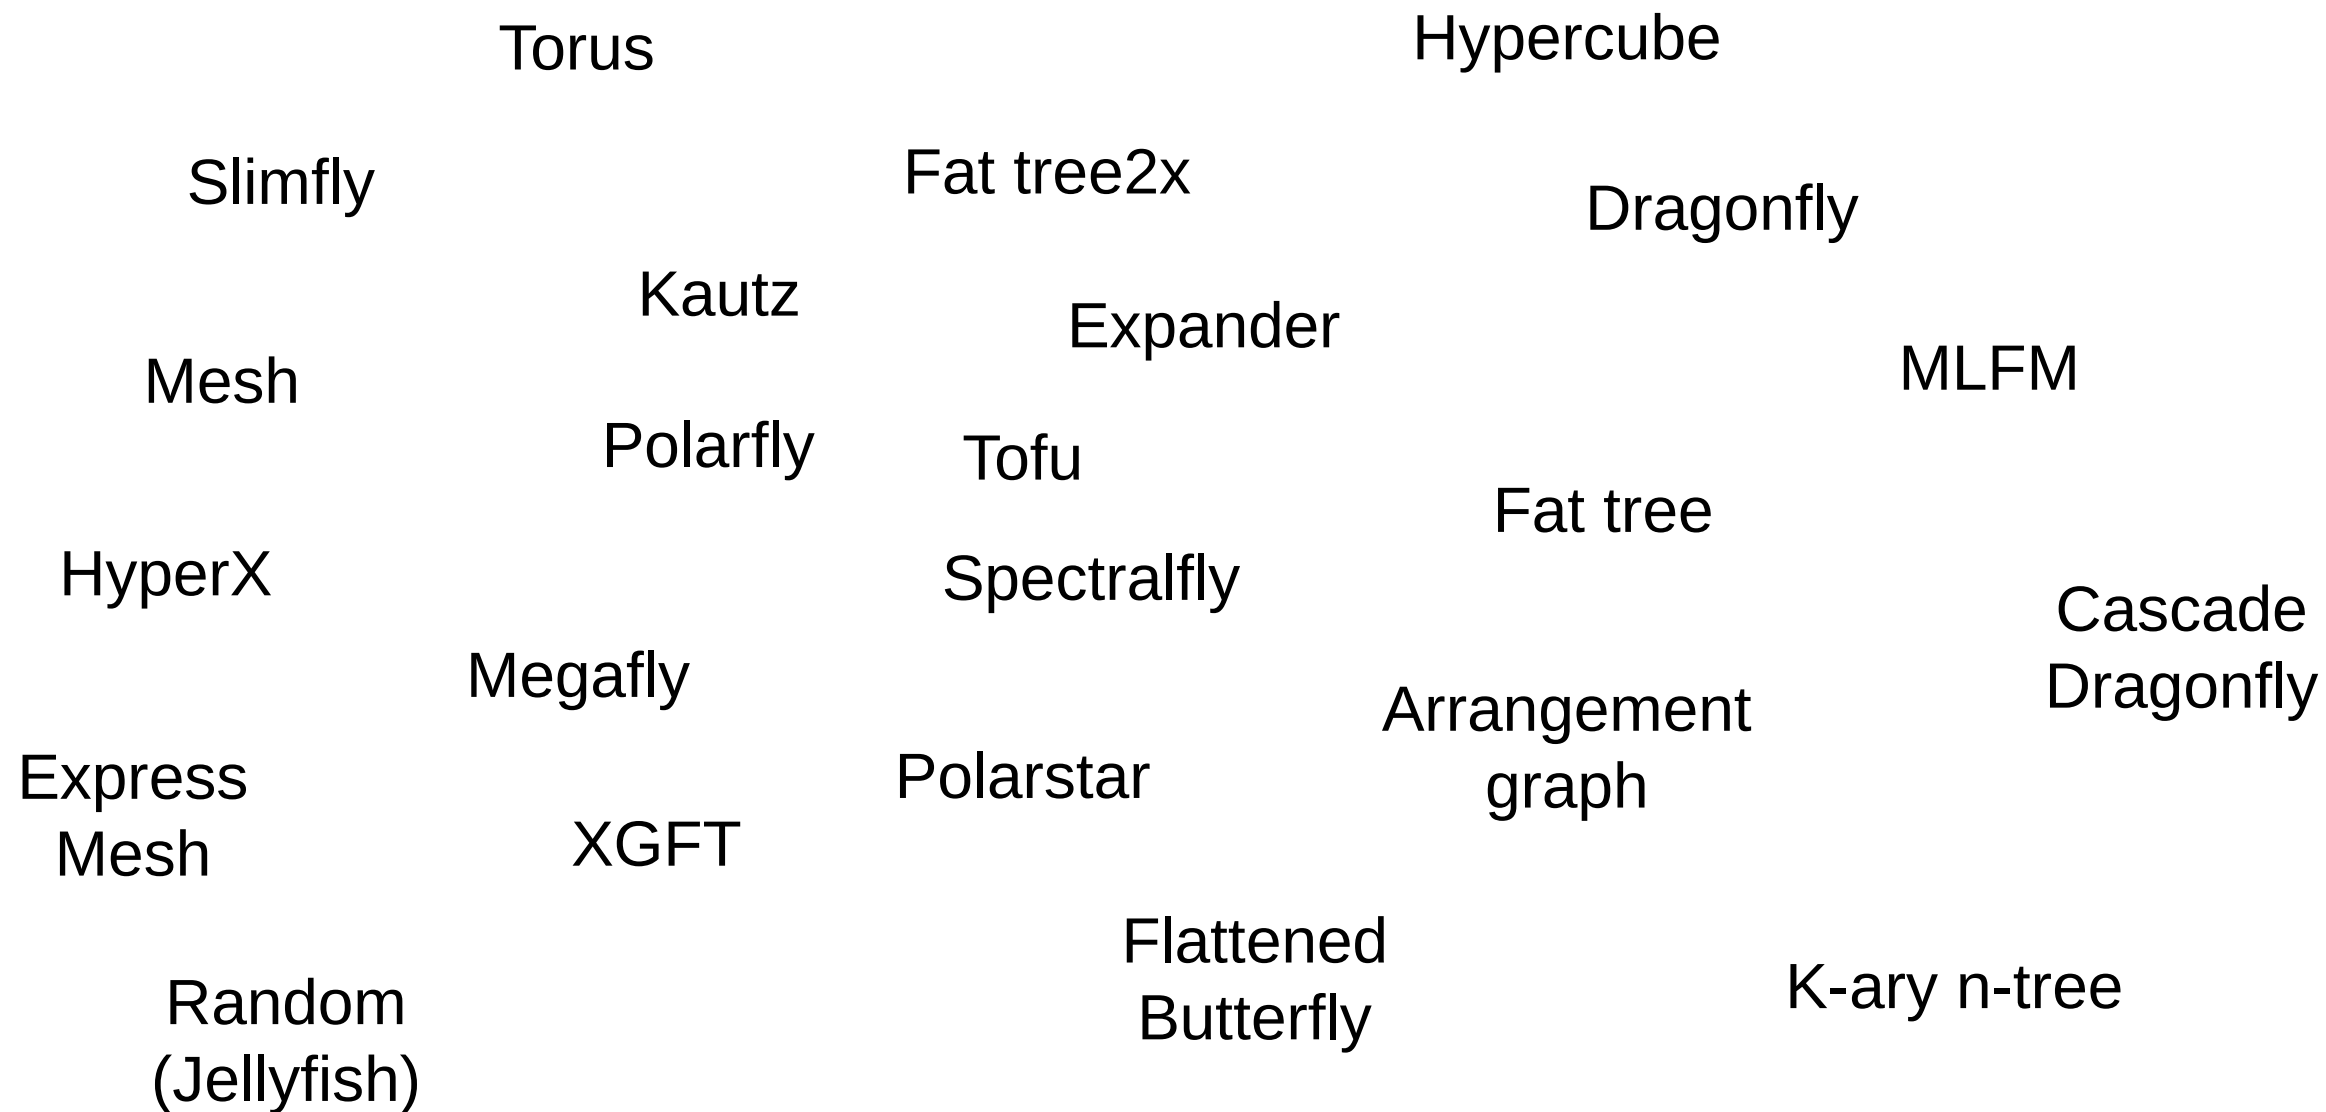 Torus
Hypercube
Slimfly
Fat tree2x
Dragonfly
Kautz
Expander
Mesh
MLFM
Polarfly
Tofu
Fat tree
HyperX
Spectralfly
Cascade
Dragonfly
Megafly
Arrangement
graph
Express
Mesh
Polarstar
XGFT
Flattened
Butterfly
K-ary n-tree
Random
(Jellyfish)